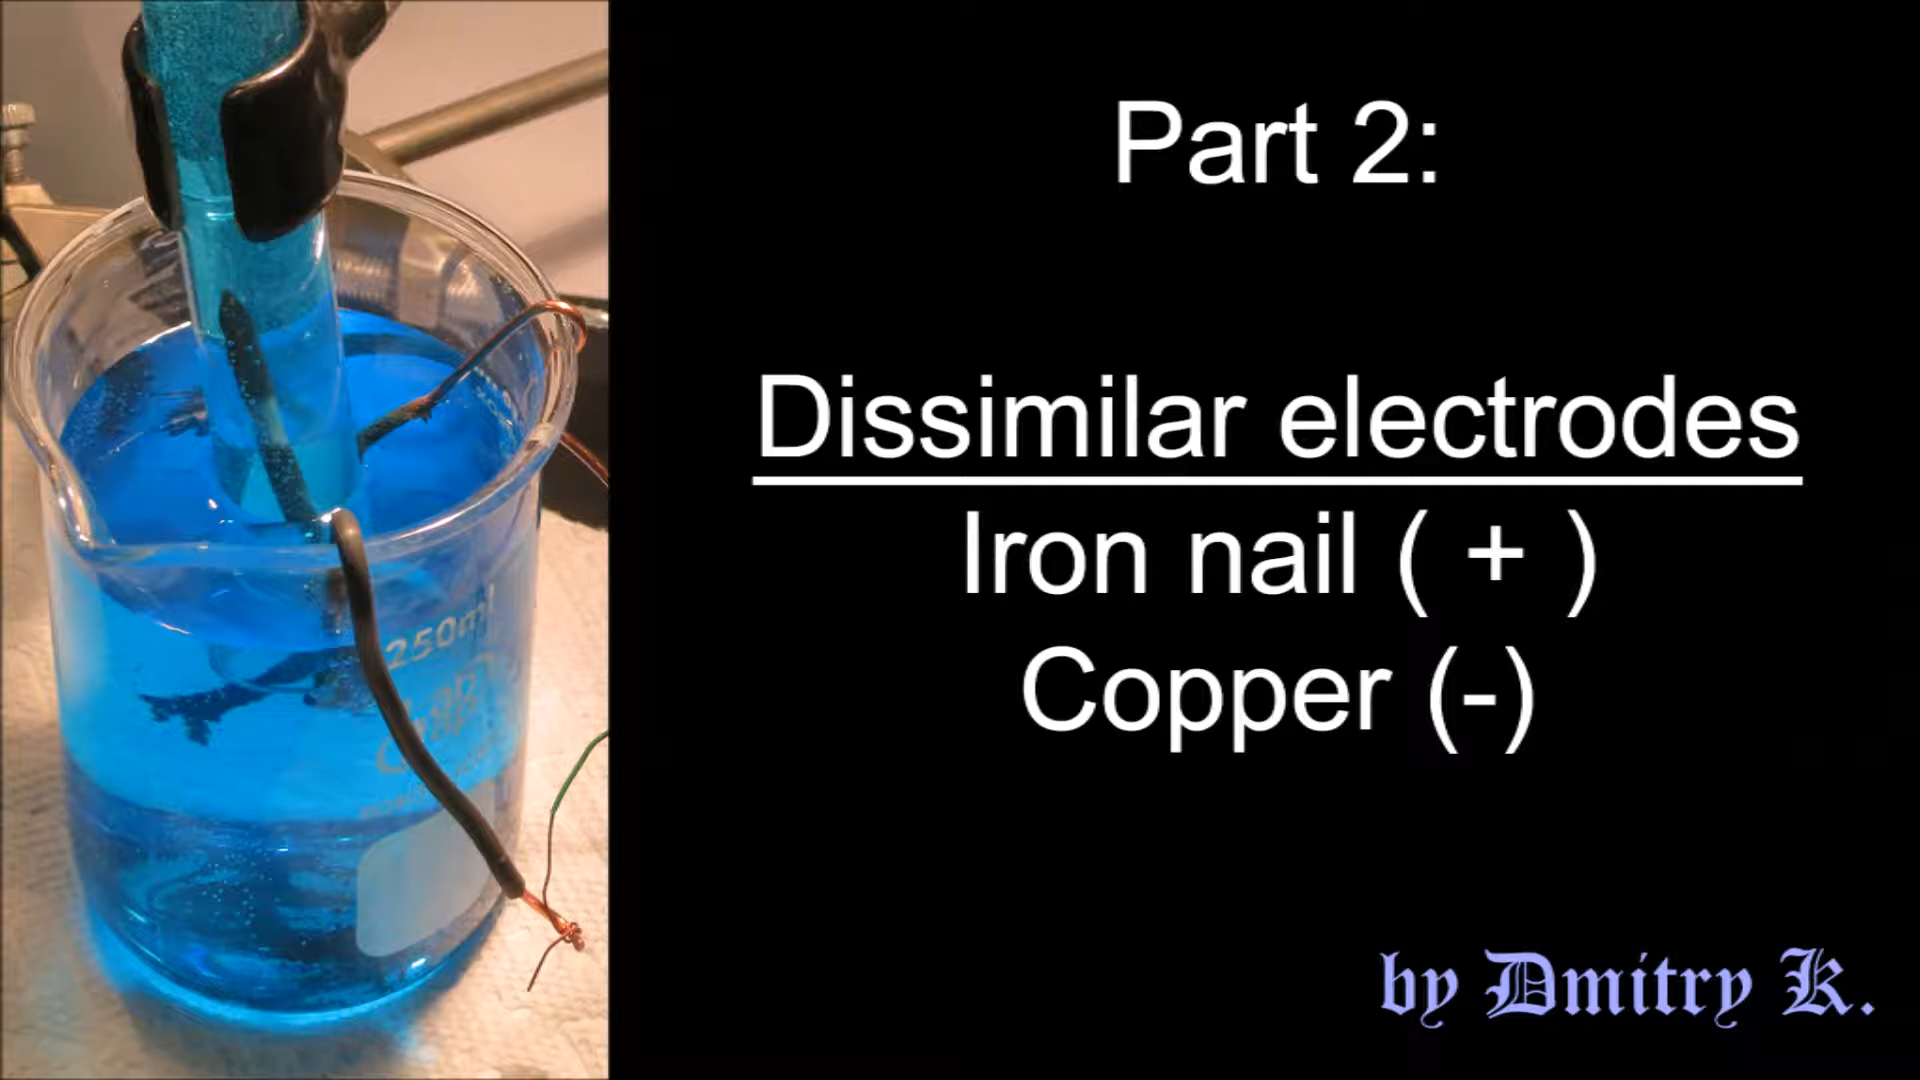 Part 2:
Dissimilar electrodes
Iron nail ( + )
Copper (-)
250ml
by Dmitry K.